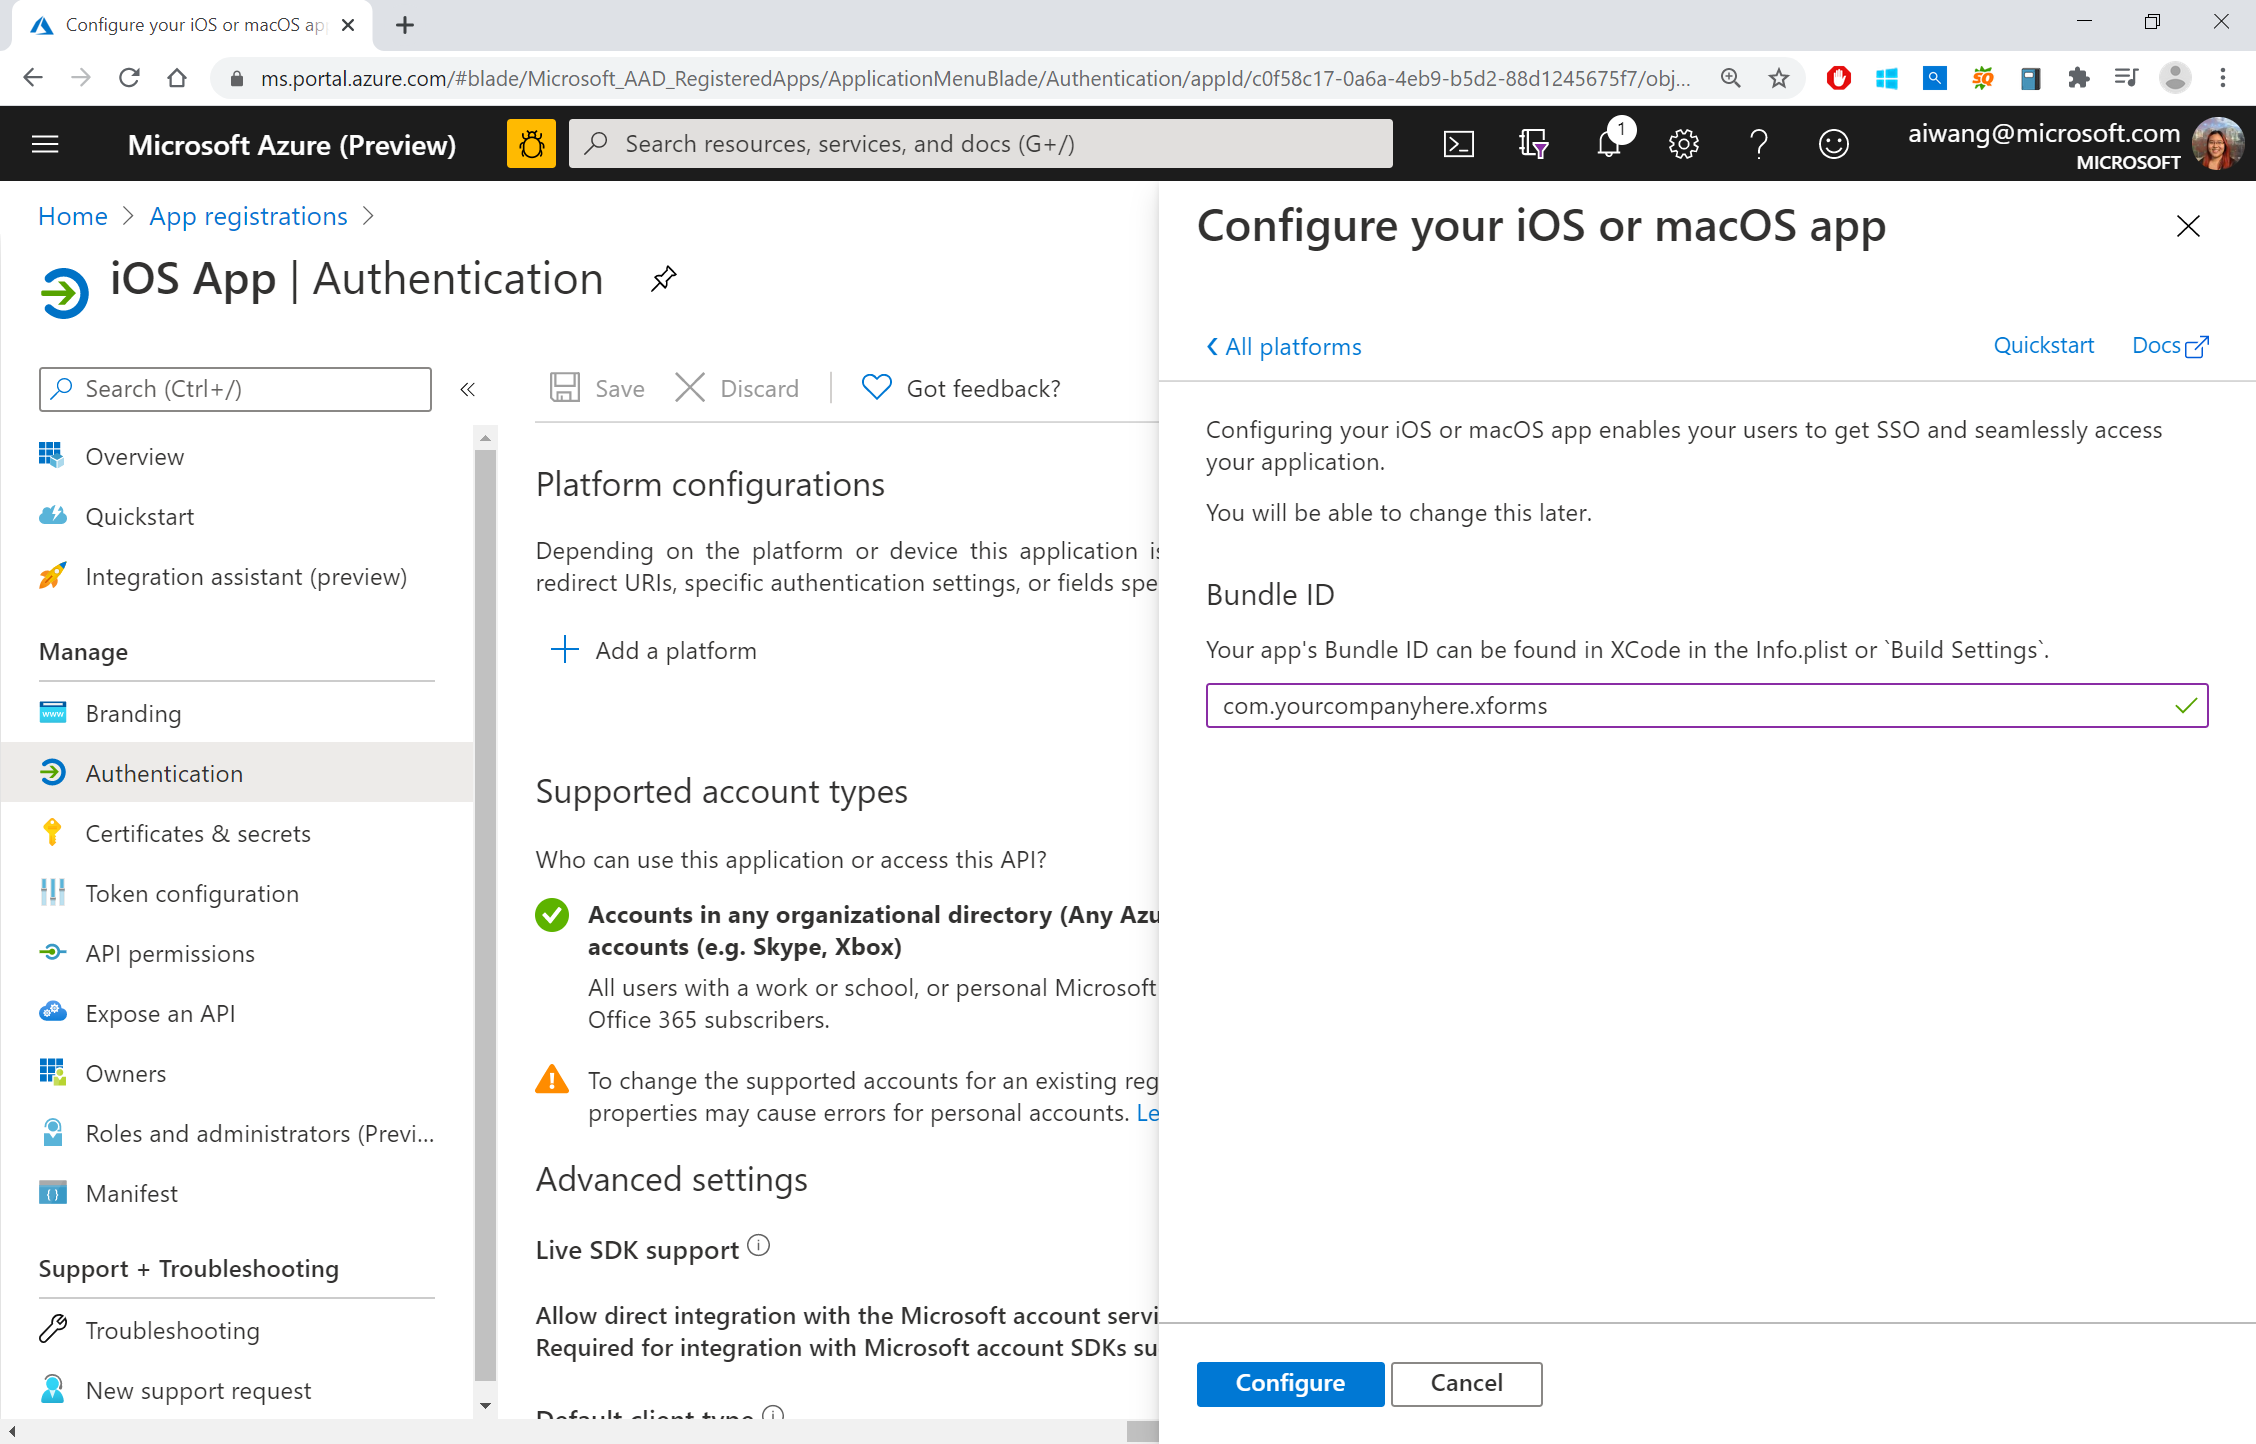 Configure your iOS or macOS ap
ms.portal.azure.com/#blade/Microsoft_AAD_RegisteredApps/ApplicationMenuBlade/Authentication/appId/c0f58c17-0a6a-4eb9-b5d2-88d1245675f7/obj...
Microsoft Azure (Preview)
Search resources, services, and docs (G+/)
1
aiwang@microsoft.com
MICROSOFT
Home > App registrations >
iOS App | Authentication
Search (Ctrl+/)
Overview
Quickstart
Integration assistant (preview)
Manage
Branding
Authentication
Certificates & secrets
Token configuration
API permissions
Expose an API
Owners
Roles and administrators (Previ...
Manifest
Support + Troubleshooting
Troubleshooting
New support request
Save
Discard
Got feedback?
Platform configurations
Depending on the platform or device this application is
redirect URIs, specific authentication settings, or fields spe
Add a platform
Supported account types
Who can use this application or access this API?
Accounts in any organizational directory (Any Azu
accounts (e.g. Skype, Xbox)
All users with a work or school, or personal Microsoft
Office 365 subscribers.
To change the supported accounts for an existing reg
properties may cause errors for personal accounts. Le
Advanced settings
Live SDK support
Allow direct integration with the Microsoft account servi
Required for integration with Microsoft account SDKs su
Default client type
Configure your iOS or macOS app
All platforms
Quickstart
Docs
Configuring your iOS or macOS app enables your users to get SSO and seamlessly access
your application.
You will be able to change this later.
Bundle ID
Your app's Bundle ID can be found in XCode in the Info.plist or `Build Settings`.
com.yourcompanyhere.xforms
Configure
Cancel